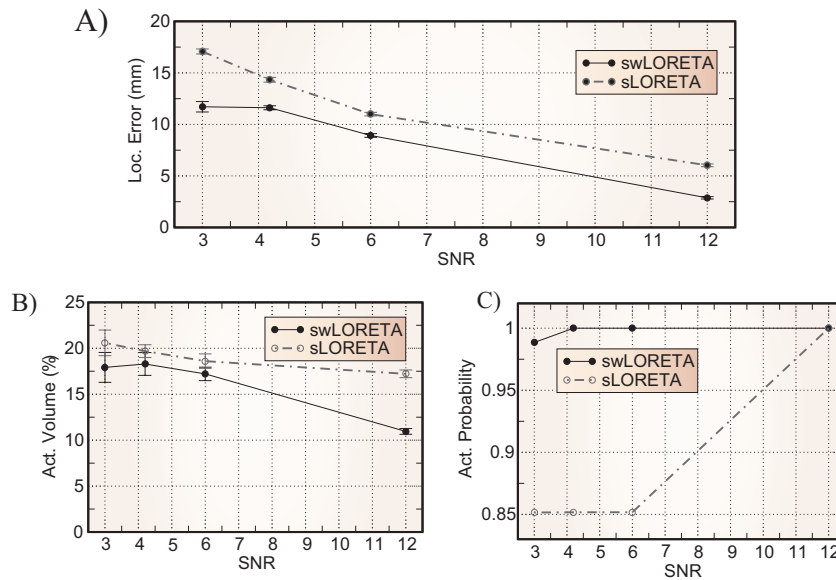 A)
20
15
10
5
0
Loc. Error (mm)
swLORETA
sLORETA
3 4 5 6 7 8 9 10 11 12
SNR
B)
25
20
15
10
5
0
Act. Volume (%)
swLORETA
sLORETA
3 4 5 6 7 8 9 10 11 12
SNR
C)
1
0.95
0.9
0.85
Act. Probability
swLORETA
sLORETA
3 4 5 6 7 8 9 10 11 12
SNR